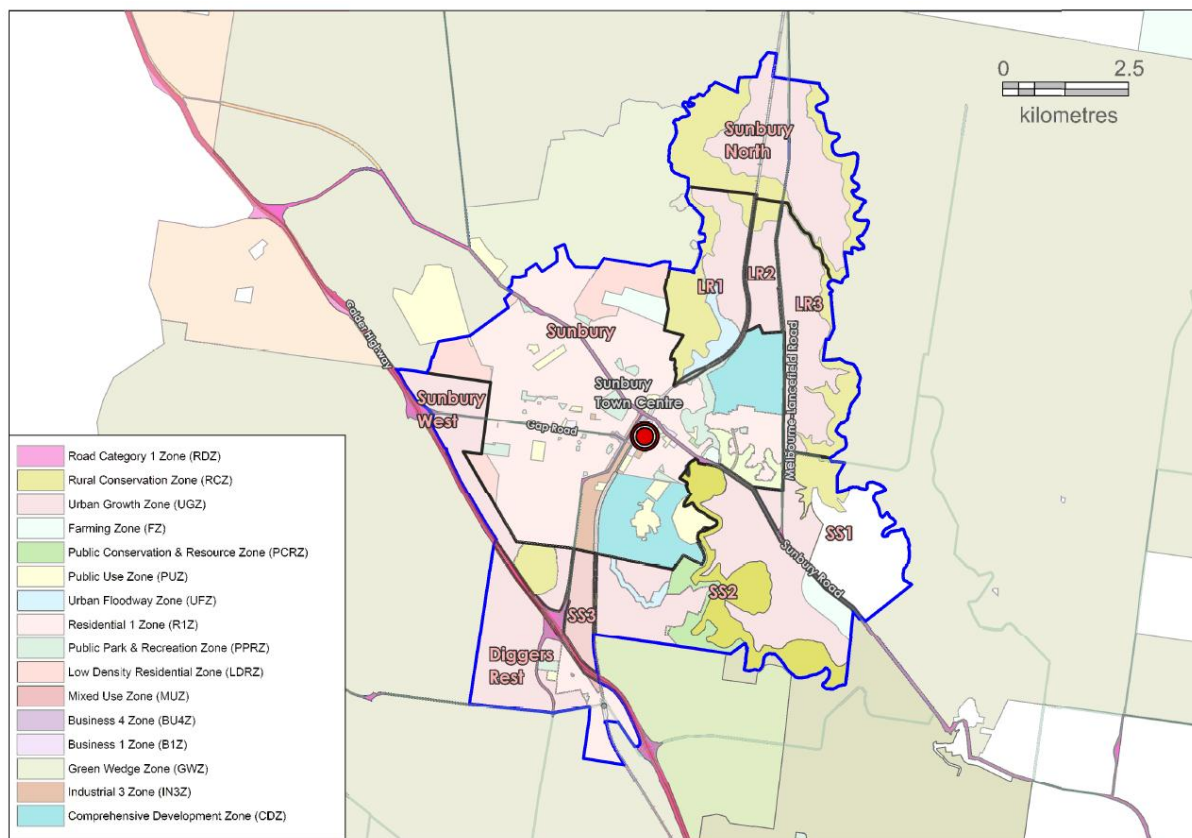 0 2.5
kilometres
Sunbury
North
LR2
LR1
LR3
Melbourne-Lancefield Road
Sunbury
Golder Highway
Sunbury
Town Centre
Sunbury
West
Gap Road
SS1
Sunbury Road
SS2
SS3
Diggers
Rest
Road Category 1 Zone (RDZ)
Rural Conservation Zone (RCZ)
Urban Growth Zone (UGZ)
Farming Zone (FZ)
Public Conservation & Resource Zone (PCRZ)
Public Use Zone (PUZ)
Urban Floodway Zone (UFZ)
Residential 1 Zone (R1Z)
Public Park & Recreation Zone (PPRZ)
Low Density Residential Zone (LDRZ)
Mixed Use Zone (MUZ)
Business 4 Zone (BU4Z)
Business 1 Zone (B1Z)
Green Wedge Zone (GWZ)
Industrial 3 Zone (IN3Z)
Comprehensive Development Zone (CDZ)